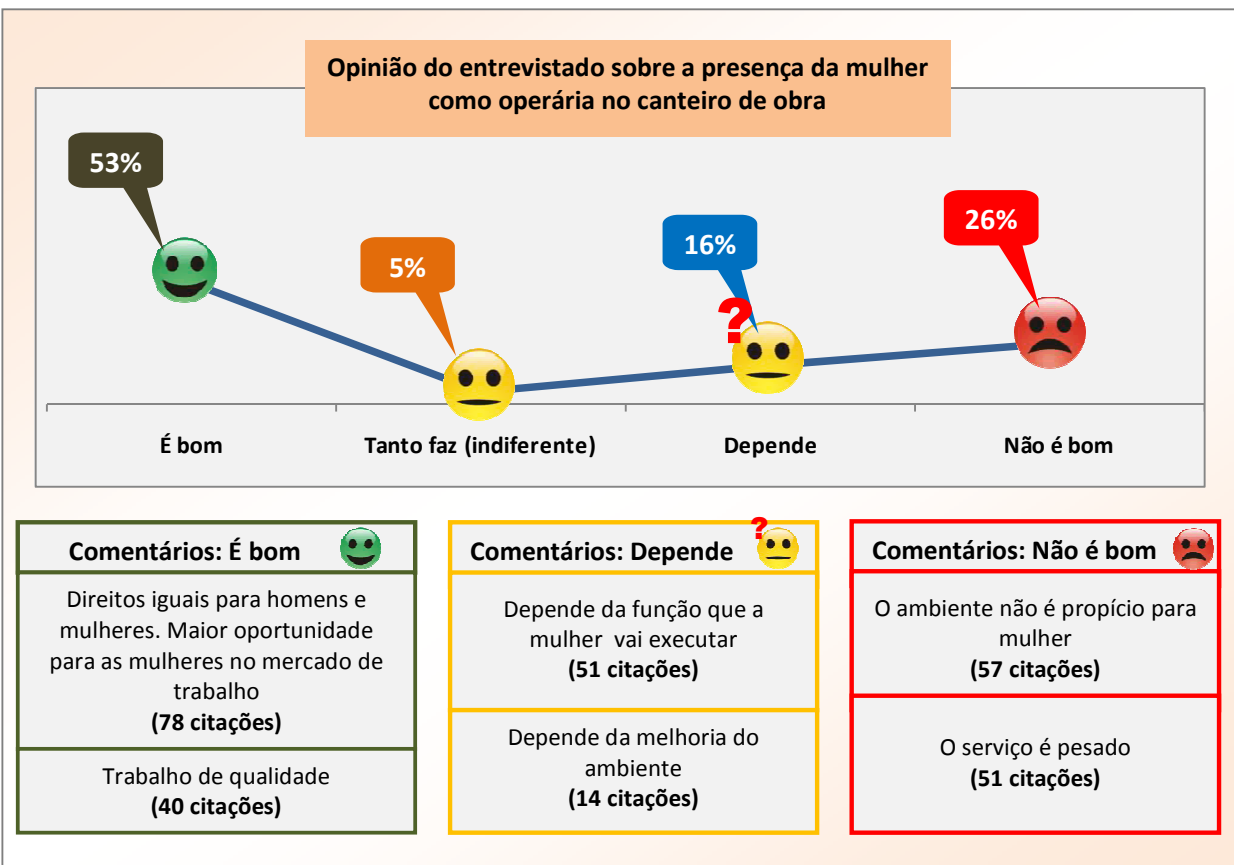 Opinião do entrevistado sobre a presença da mulher
como operária no canteiro de obra
53%
5%
16%
26%
?
É bom
Tanto faz (indiferente)
Depende
Não é bom
Comentários: É bom
Direitos iguais para homens e
mulheres. Maior oportunidade
para as mulheres no mercado de
trabalho
(78 citações)
Trabalho de qualidade
(40 citações)
Comentários: Depende
?
Depende da função que a
mulher vai executar
(51 citações)
Depende da melhoria do
ambiente
(14 citações)
Comentários: Não é bom
O ambiente não é propício para
mulher
(57 citações)
O serviço é pesado
(51 citações)